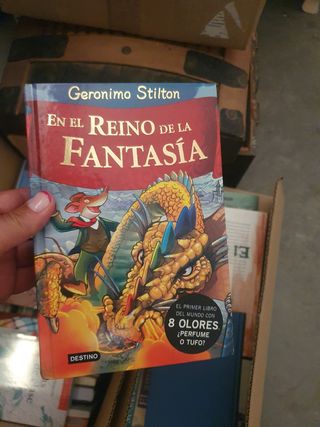 Geronimo Stilton
EN EL REINO DE LA
FANTASÍA
EL PRIMER LIBRO
DEL MUNDO CON
8 OLORES
¿PERFUME
O TUFO?
DESTINO